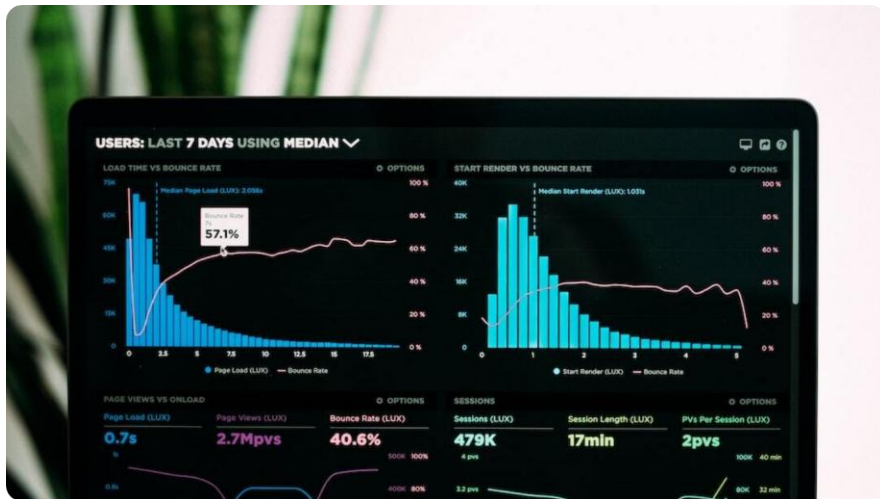 USERS: LAST 7 DAYS USING MEDIAN
LOAD TIME VS BOUNCE RATE
OPTIONS
75K
60K
45K
30K
15K
0
Median Page Load (LUX): 2.056s
Bounce Rate
57.1%
100 %
80 %
60 %
40 %
20 %
0 %
0 2.5 5 7.5 10 12.5 15 17.5
Page Load (LUX) Bounce Rate
START RENDER VS BOUNCE RATE
OPTIONS
40K
32K
24K
16K
8K
0
Median Start Render (LUX): 1.031s
100 %
80 %
60 %
40 %
20 %
0 %
0 1 2 3 4 5
Start Render (LUX) Bounce Rate
PAGE VIEWS VS ONLOAD
OPTIONS
Page Load (LUX) Page Views (LUX) Bounce Rate (LUX)
0.7s 2.7Mpvs 40.6%
500K 100%
400K 80%
SESSIONS
OPTIONS
Sessions (LUX) Session Length (LUX) PVs Per Session (LUX)
479K 17min 2pvs
4 pvs
100K 40 min
3.2 pvs
80K 32 min